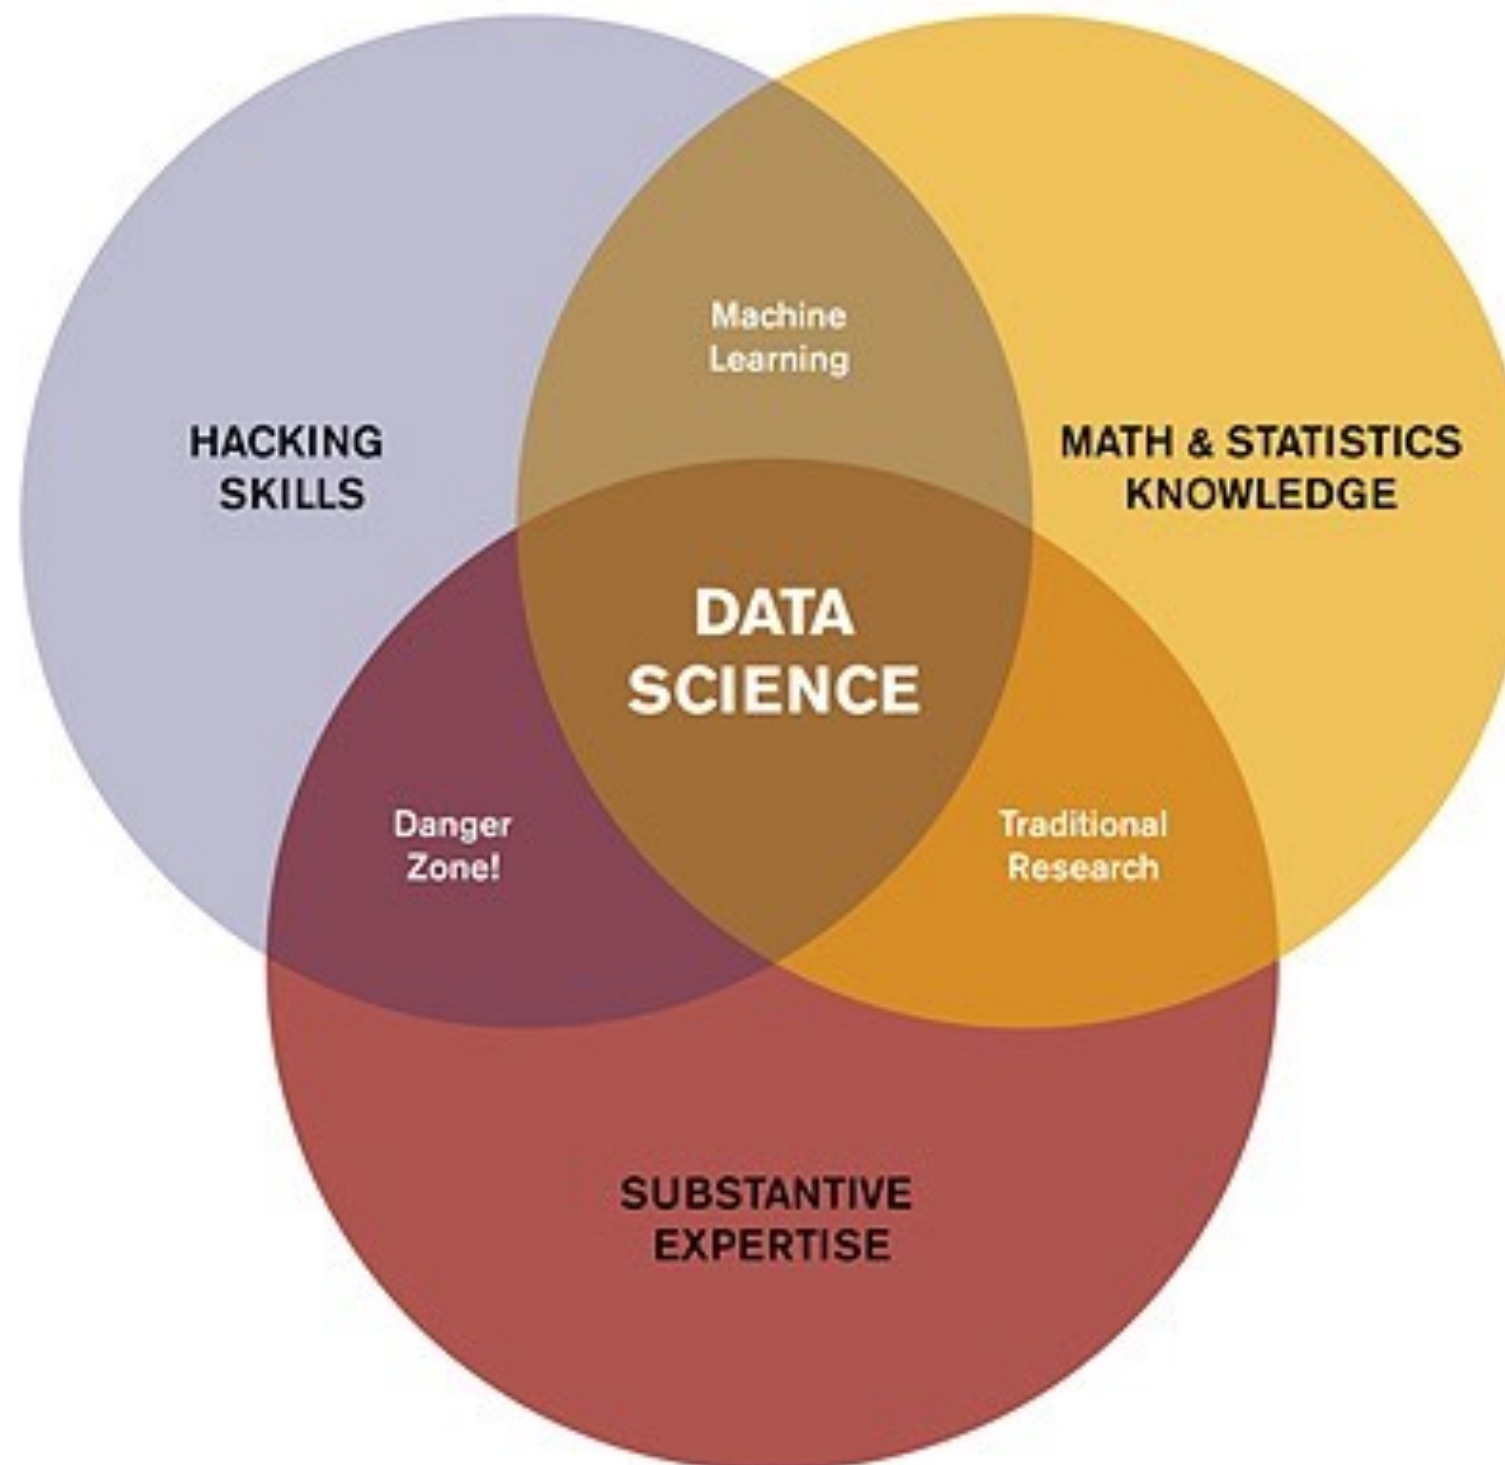 Machine
Learning
HACKING
SKILLS
MATH & STATISTICS
KNOWLEDGE
DATA
SCIENCE
Danger
Zone!
Traditional
Research
SUBSTANTIVE
EXPERTISE